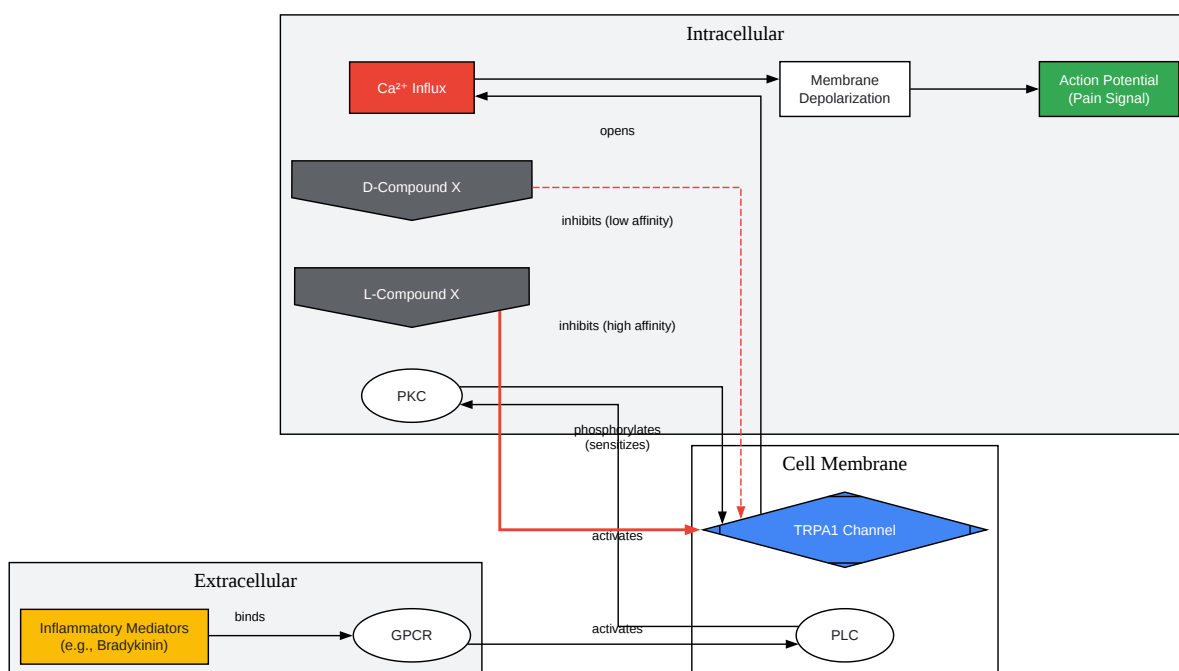 Intracellular
Ca²⁺ Influx
Membrane
Depolarization
Action Potential
(Pain Signal)
opens
D-Compound X
inhibits (low affinity)
L-Compound X
inhibits (high affinity)
PKC
phosphorylates
(sensitizes)
Cell Membrane
TRPA1 Channel
activates
Extracellular
Inflammatory Mediators
(e.g., Bradykinin)
binds
GPCR
activates
PLC